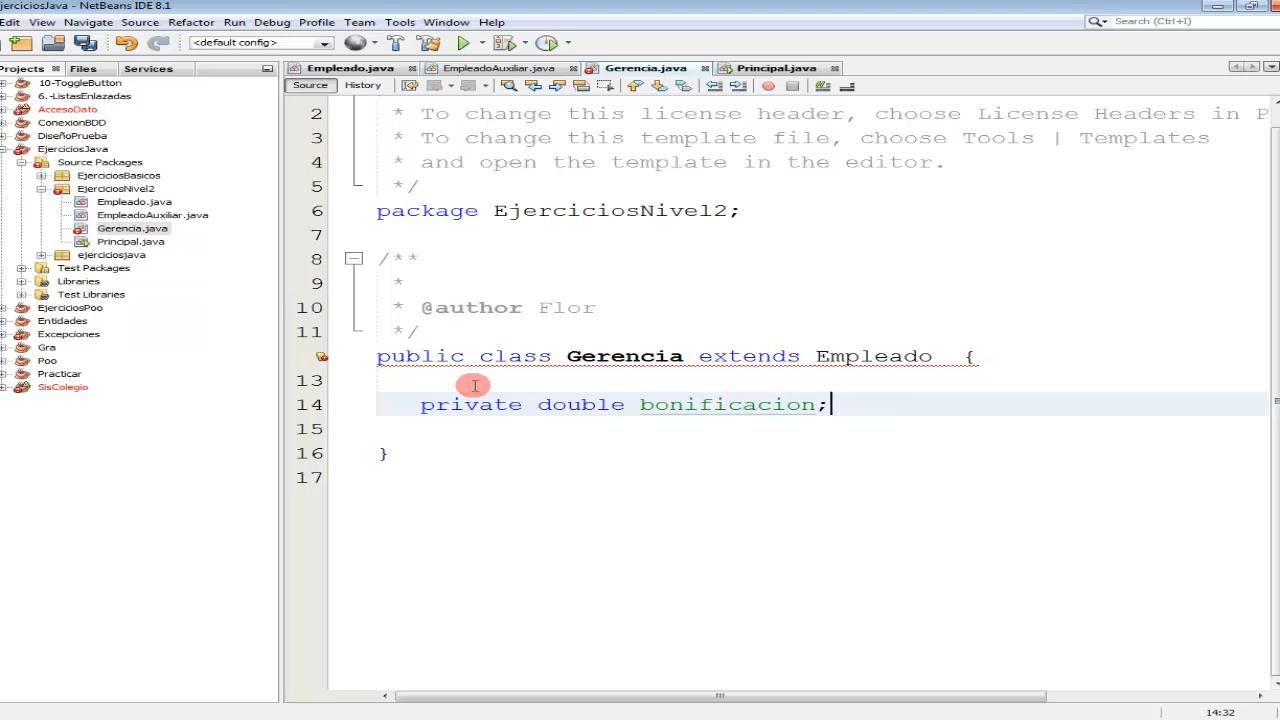 ejerciciosJava - NetBeans IDE 8.1
Edit View Navigate Source Refactor Run Debug Profile Team Tools Window Help
Search (Ctrl+I)
<default config>
Projects Files Services
Empleado.java EmpleadoAuxiliar.java Gerencia.java Principal.java
Source History
10-ToggleButton
6. -ListasEnlazadas
AccesoDato
ConexionBDD
DiseñoPrueba
EjerciciosJava
Source Packages
EjerciciosBasicos
EjerciciosNivel2
Empleado.java
EmpleadoAuxiliar.java
Gerencia.java
Principal.java
ejerciciosjava
Test Packages
Libraries
Test Libraries
EjerciciosPoo
Entidades
Excepciones
Gra
Poo
Practicar
SisColegio
2 * To change this license header, choose License Headers in P
3 * To change this template file, choose Tools | Templates
4 * and open the template in the editor.
5 */
6 package EjerciciosNivel2;
7
8 /**
9 *
10 * @author Flor
11 */
public class Gerencia extends Empleado {
13
14 private double bonificacion;
15
16 }
17
14:32